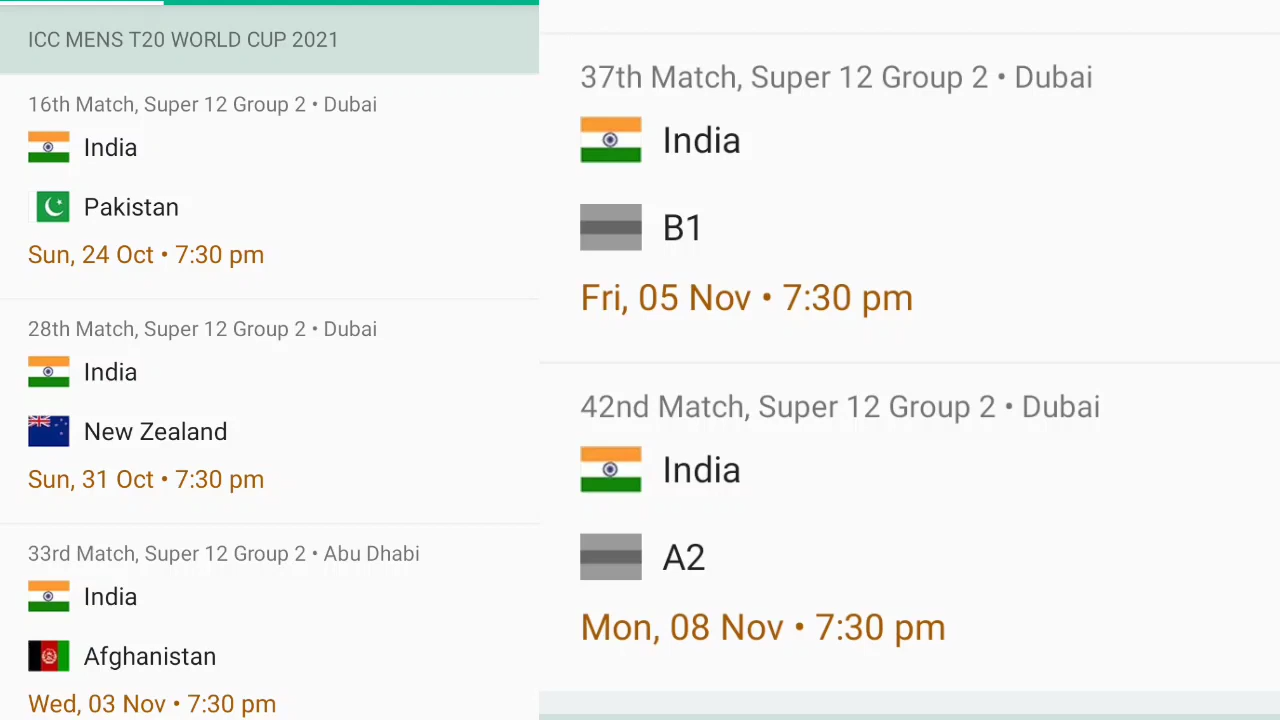 ICC MENS T20 WORLD CUP 2021
16th Match, Super 12 Group 2 • Dubai
India
Pakistan
Sun, 24 Oct • 7:30 pm
28th Match, Super 12 Group 2 • Dubai
India
New Zealand
Sun, 31 Oct • 7:30 pm
33rd Match, Super 12 Group 2 • Abu Dhabi
India
Afghanistan
Wed, 03 Nov • 7:30 pm
37th Match, Super 12 Group 2 • Dubai
India
B1
Fri, 05 Nov • 7:30 pm
42nd Match, Super 12 Group 2 • Dubai
India
A2
Mon, 08 Nov • 7:30 pm